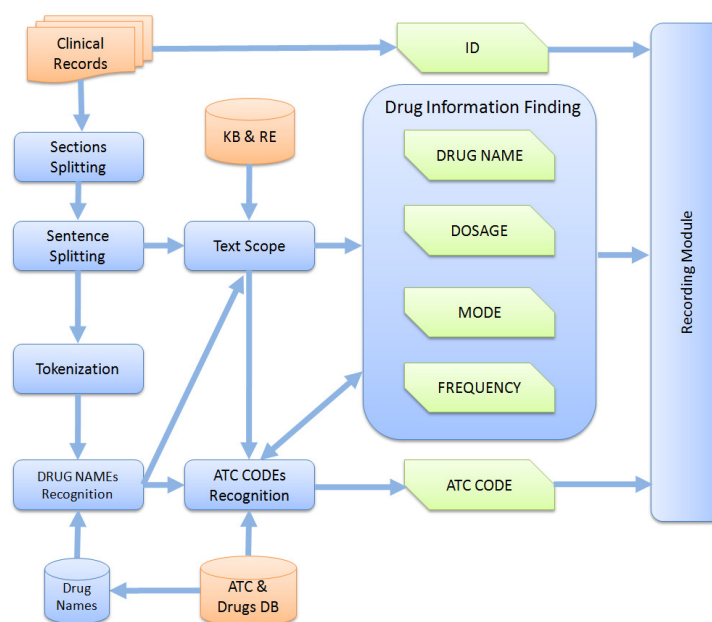 Clinical
Records
ID
Drug Information Finding
KB & RE
DRUG NAME
Sections
Splitting
DOSAGE
Sentence
Splitting
Text Scope
Recording Module
MODE
Tokenization
FREQUENCY
DRUG NAMEs
Recognition
ATC CODEs
Recognition
ATC CODE
Drug
Names
ATC &
Drugs DB